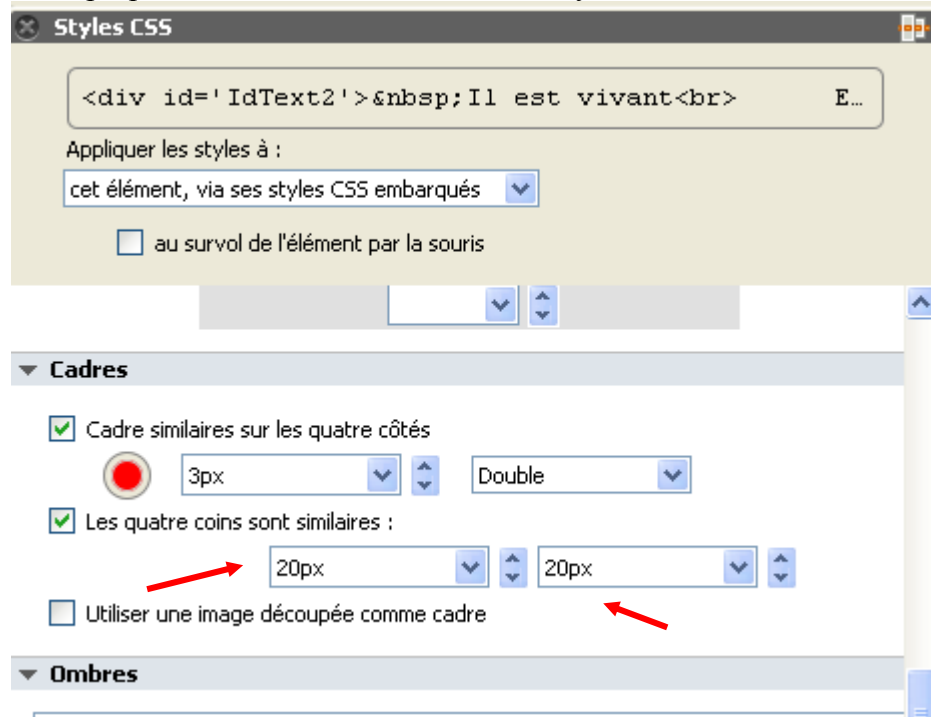 Styles CSS
<div id='IdText2'>&nbsp;Il est vivant<br> E…
Appliquer les styles à :
cet élément, via ses styles CSS embarqués
au survol de l'élément par la souris
Cadres
Cadre similaires sur les quatre côtés
3px Double
Les quatre coins sont similaires :
20px 20px
Utiliser une image découpée comme cadre
Ombres